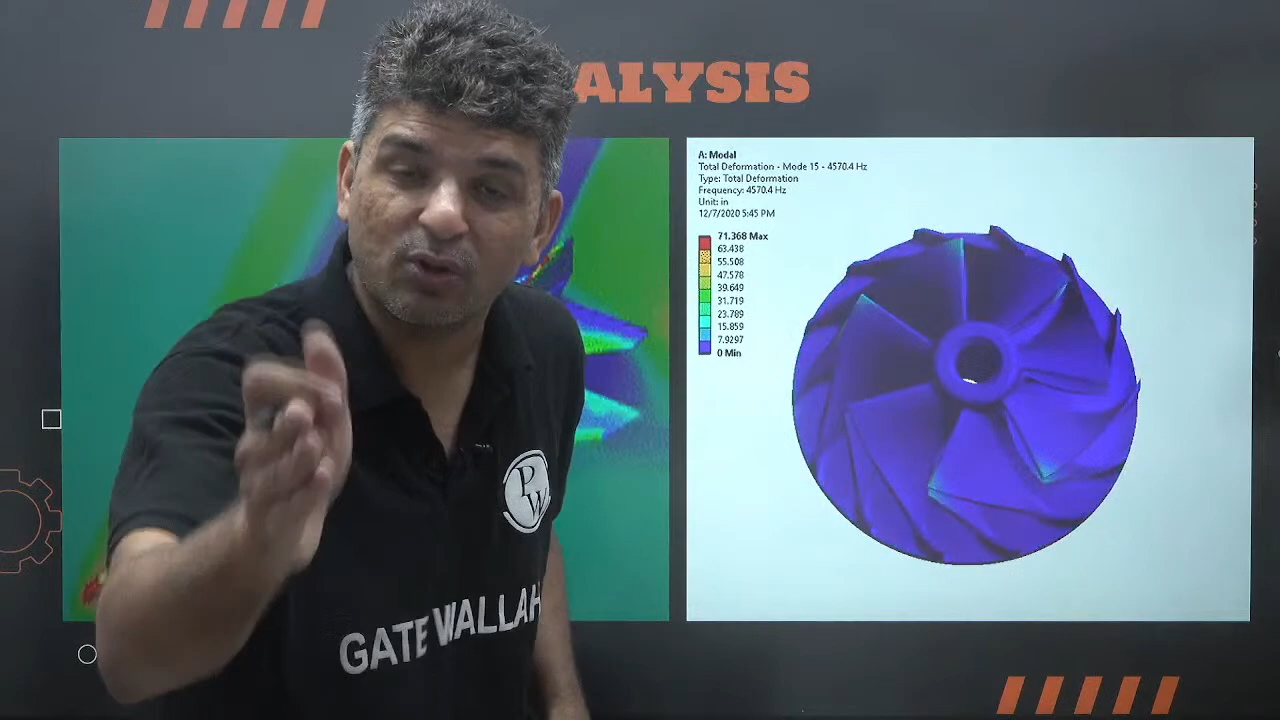 ALYSIS
A: Modal
Total Deformation - Mode 15 - 4570.4 Hz
Type: Total Deformation
Frequency: 4570.4 Hz
Unit: in
12/7/2020 5:45 PM
71.368 Max
63.438
55.508
47.578
39.649
31.719
23.789
15.859
7.9297
0 Min
PW
GATE WALLAH